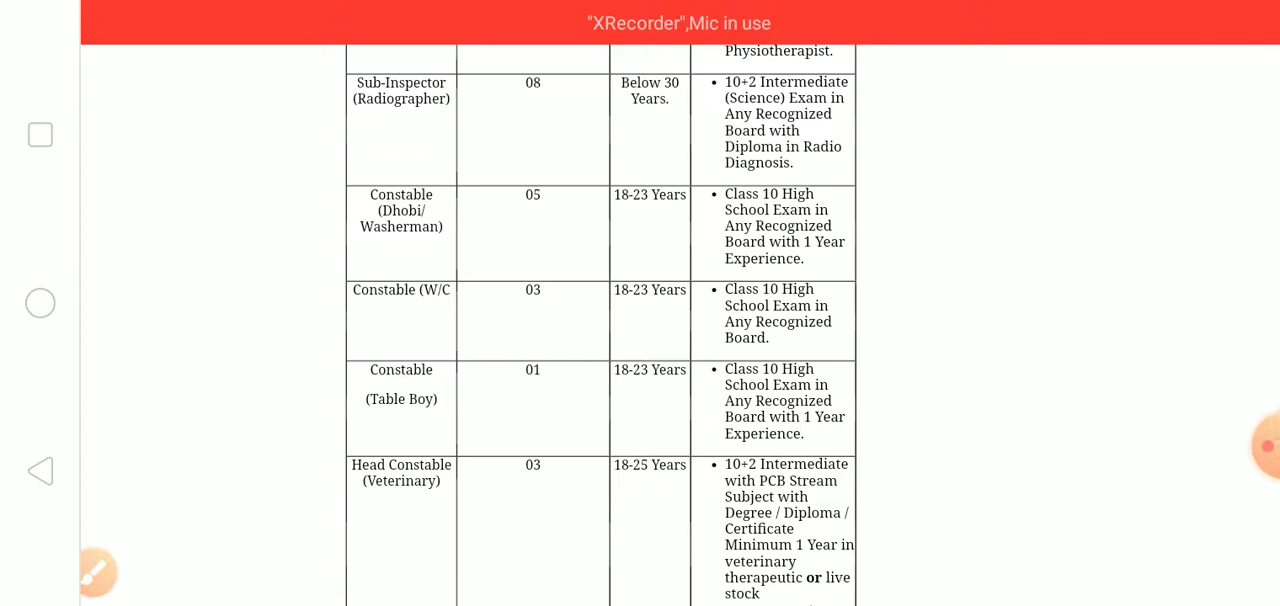 "XRecorder",Mic in use
Physiotherapist.
Sub-Inspector
(Radiographer)
08
Below 30
Years.
• 10+2 Intermediate
(Science) Exam in
Any Recognized
Board with
Diploma in Radio
Diagnosis.
Constable
(Dhobi/
Washerman)
05
18-23 Years
• Class 10 High
School Exam in
Any Recognized
Board with 1 Year
Experience.
Constable (W/C
03
18-23 Years
• Class 10 High
School Exam in
Any Recognized
Board.
Constable
(Table Boy)
01
18-23 Years
• Class 10 High
School Exam in
Any Recognized
Board with 1 Year
Experience.
Head Constable
(Veterinary)
03
18-25 Years
• 10+2 Intermediate
with PCB Stream
Subject with
Degree / Diploma /
Certificate
Minimum 1 Year in
veterinary
therapeutic or live
stock